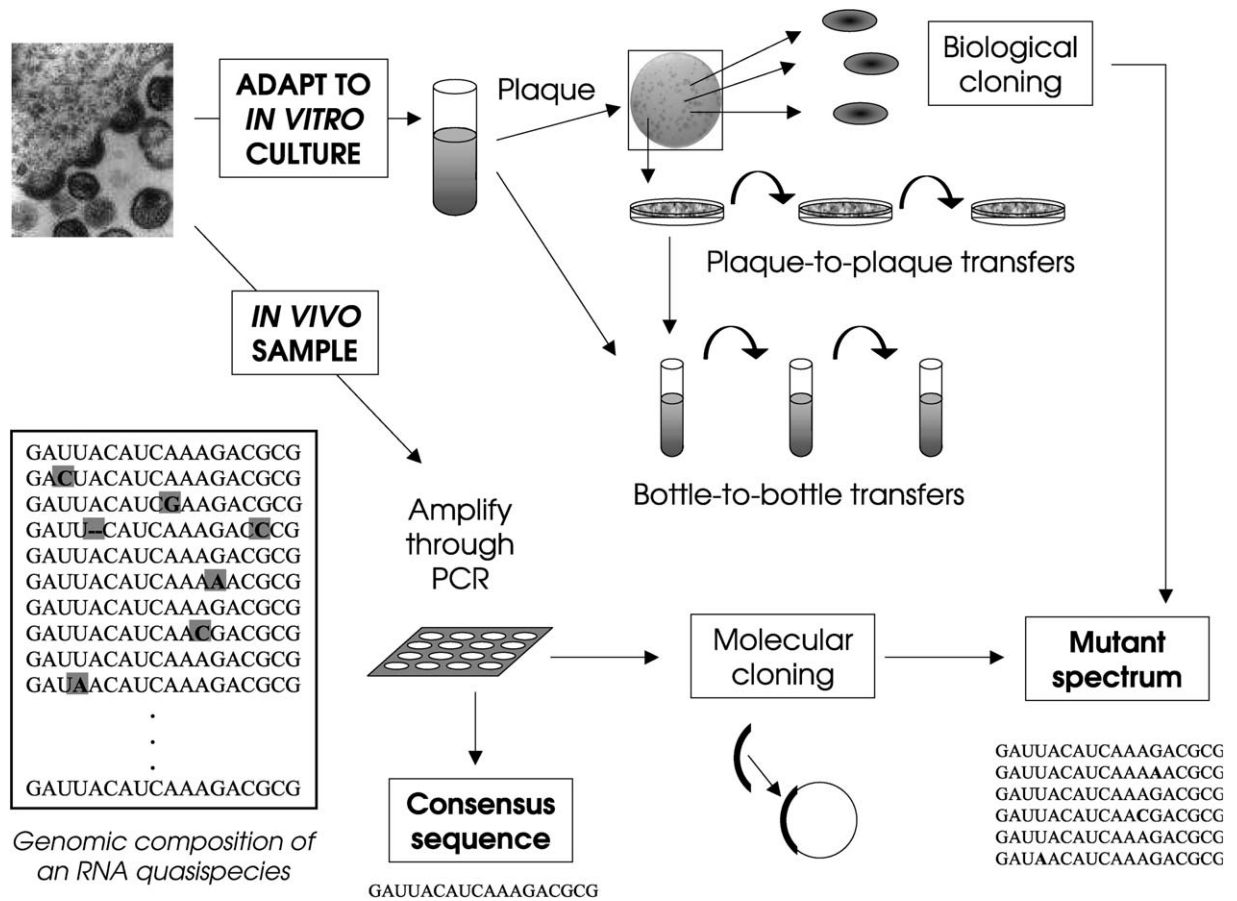 ADAPT TO
IN VITRO
CULTURE
Plaque
Biological
cloning
Plaque-to-plaque transfers
IN VIVO
SAMPLE
Bottle-to-bottle transfers
GAUUACAUCAAAGACGCG
GACUACAUCAAAGACGCG
GAUUACAUCGAAGACGCG
GAUU--CAUCAAAGACCCG
GAUUACAUCAAAGACGCG
GAUUACAUCAAAAACGCG
GAUUACAUCAAAGACGCG
GAUUACAUCAACGACGCG
GAUUACAUCAAAGACGCG
GAUAACAUCAAAGACGCG
.
.
.
GAUUACAUCAAAGACGCG
Genomic composition of
an RNA quasispecies
Amplify
through
PCR
Consensus
sequence
GAUUACAUCAAAGACGCG
Molecular
cloning
Mutant
spectrum
GAUUACAUCAAAGACGCG
GAUUACAUCAAAAACGCG
GAUUACAUCAAAGACGCG
GAUUACAUCAACGACGCG
GAUUACAUCAAAGACGCG
GAUAACAUCAAAGACGCG